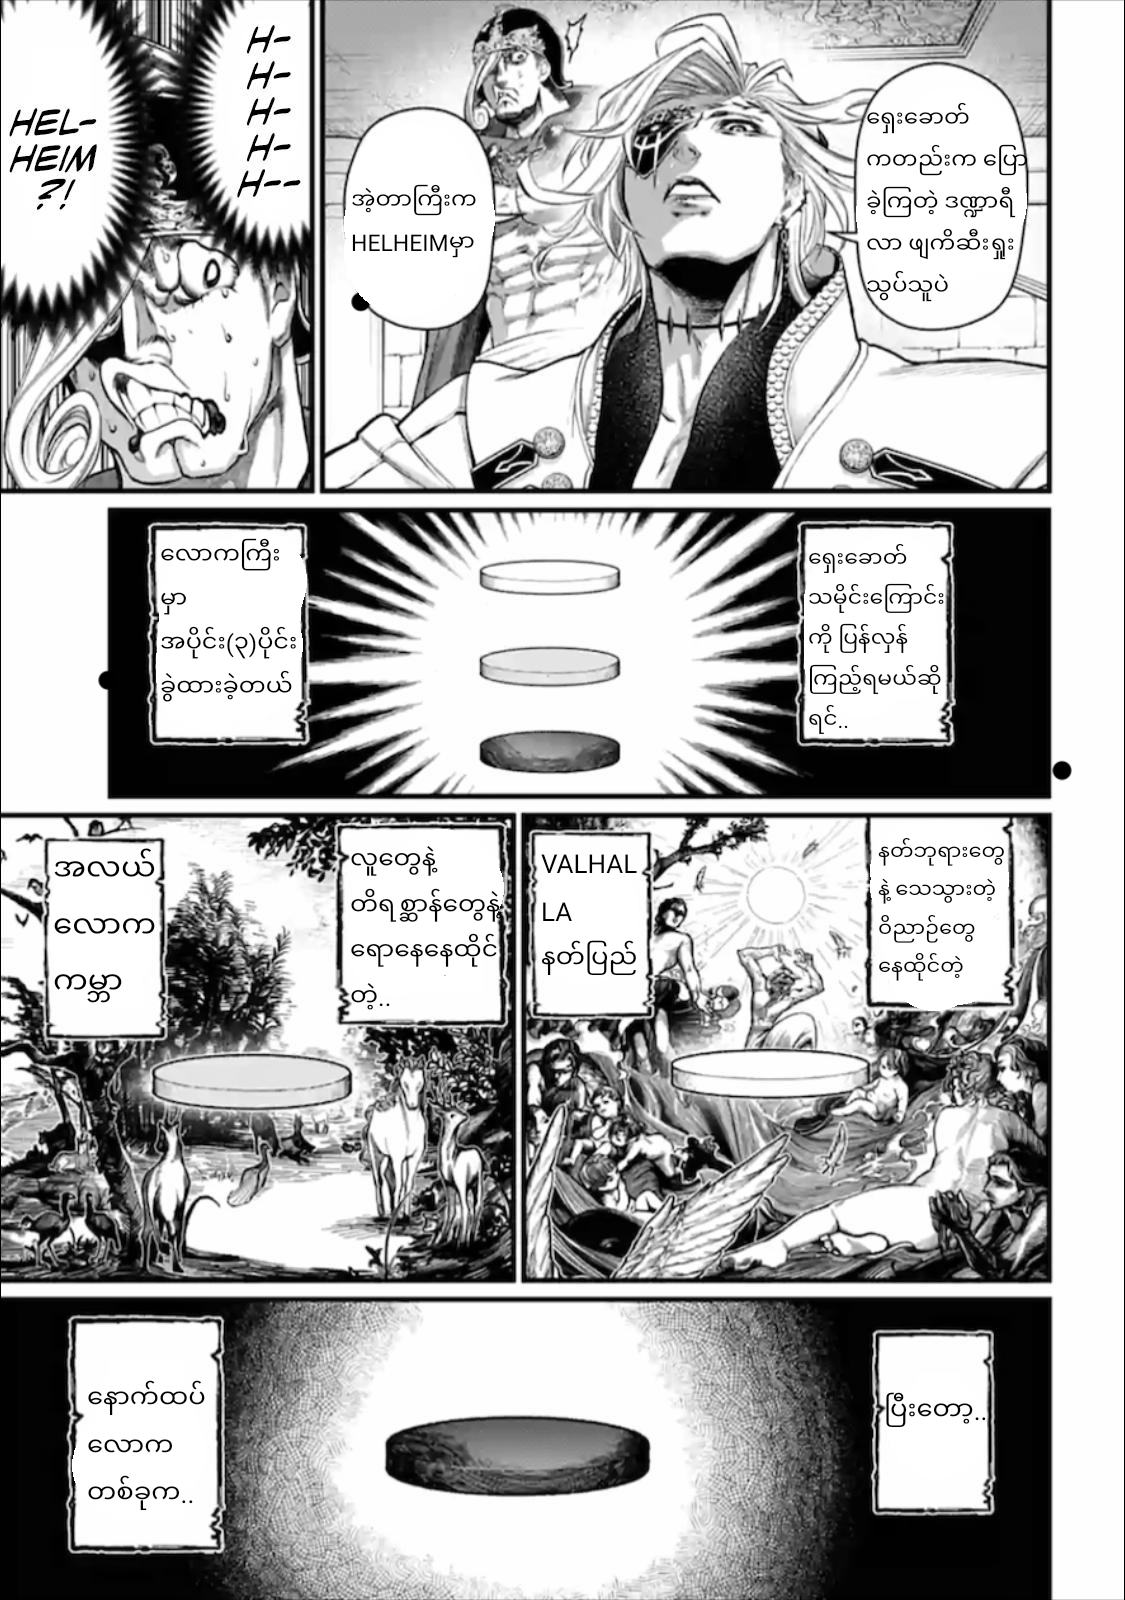 ရှေးခေတ်
ကတည်းက ပြော
ခဲ့ကြတဲ့ ဒဏ္ဍာရီ
လာ ဖျကိဆီးရှုး
သွပ်သူပဲ
အဲ့တာကြီးက
HELHEIMမှာ
H-
H-
H-
H-
H--
HEL-
HEIM
?!
ရှေးခေတ်
သမိုင်းကြောင်း
ကို ပြန်လှန်
ကြည့်ရမယ်ဆို
ရင်..
လောကကြီး
မှာ
အပိုင်း(၃)ပိုင်း
ခွဲထားခဲ့တယ်
နတ်ဘုရားတွေ
နဲ့ သေသွားတဲ့
ဝိညာဉ်တွေ
နေထိုင်တဲ့
VALHAL
LA
နတ်ပြည်
လူတွေနဲ့
တိရစ္ဆာန်တွေနဲ့
ရောနေနေထိုင်
တဲ့..
အလယ်
လောက
ကမ္ဘာ
ပြီးတော့..
နောက်ထပ်
လောက
တစ်ခုက..